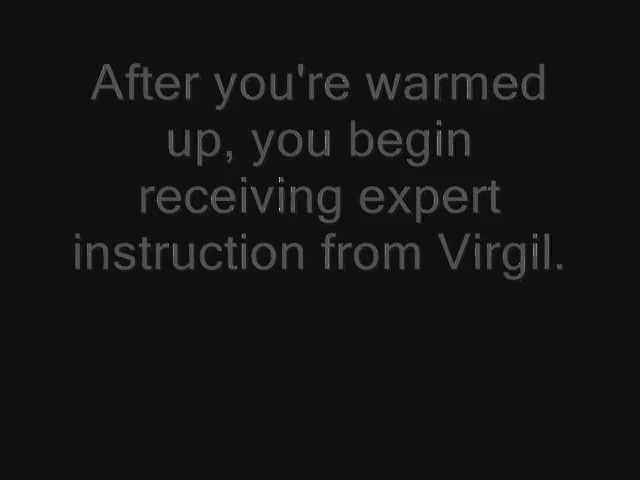 After you're warmed
up, you begin
receiving expert
instruction from Virgil.